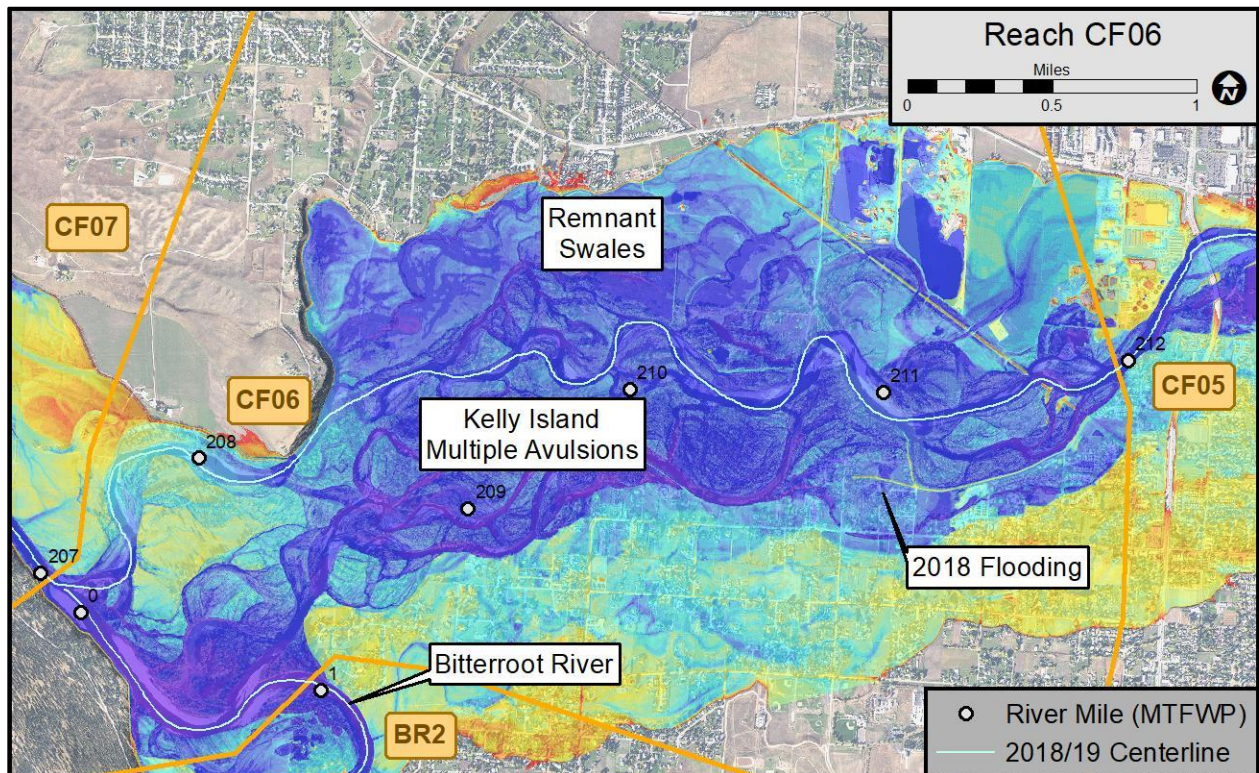 Reach CF06
Miles
0 0.5 1
N
Remnant
Swales
CF07
212
CF05
CF06
210
211
Kelly Island
Multiple Avulsions
208
209
2018 Flooding
207
0
Bitterroot River
1
BR2
River Mile (MTFWP)
2018/19 Centerline